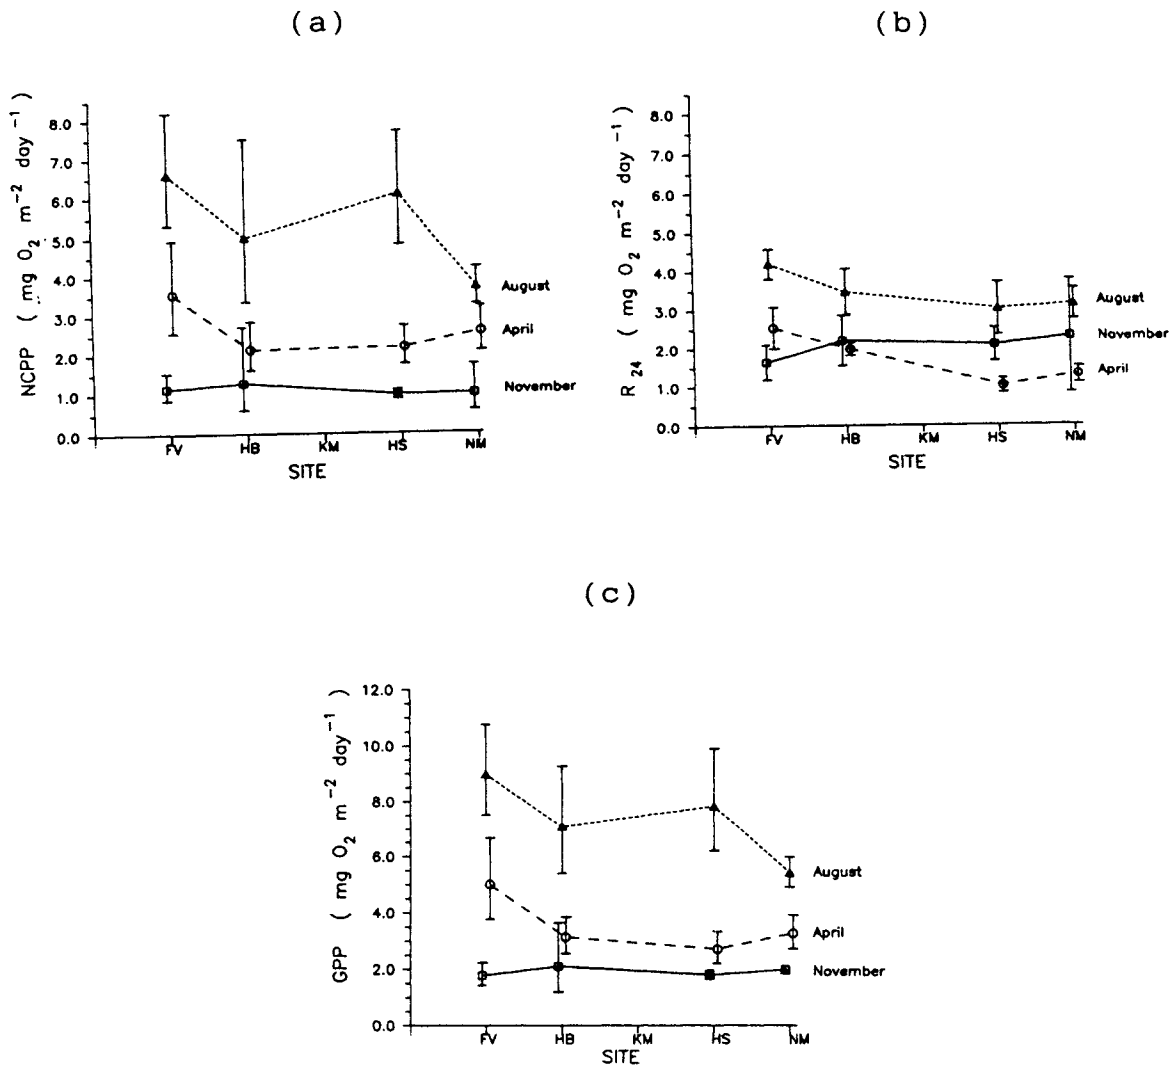 (a)
NCPP ( mg O2 m−2 day−1 )
8.0
7.0
6.0
5.0
4.0
3.0
2.0
1.0
0.0
August
April
November
FV HB KM HS NM
SITE
(b)
R24 ( mg O2 m−2 day−1 )
8.0
7.0
6.0
5.0
4.0
3.0
2.0
1.0
0.0
August
November
April
FV HB KM HS NM
SITE
(c)
GPP ( mg O2 m−2 day−1 )
12.0
10.0
8.0
6.0
4.0
2.0
0.0
August
April
November
FV HB KM HS NM
SITE